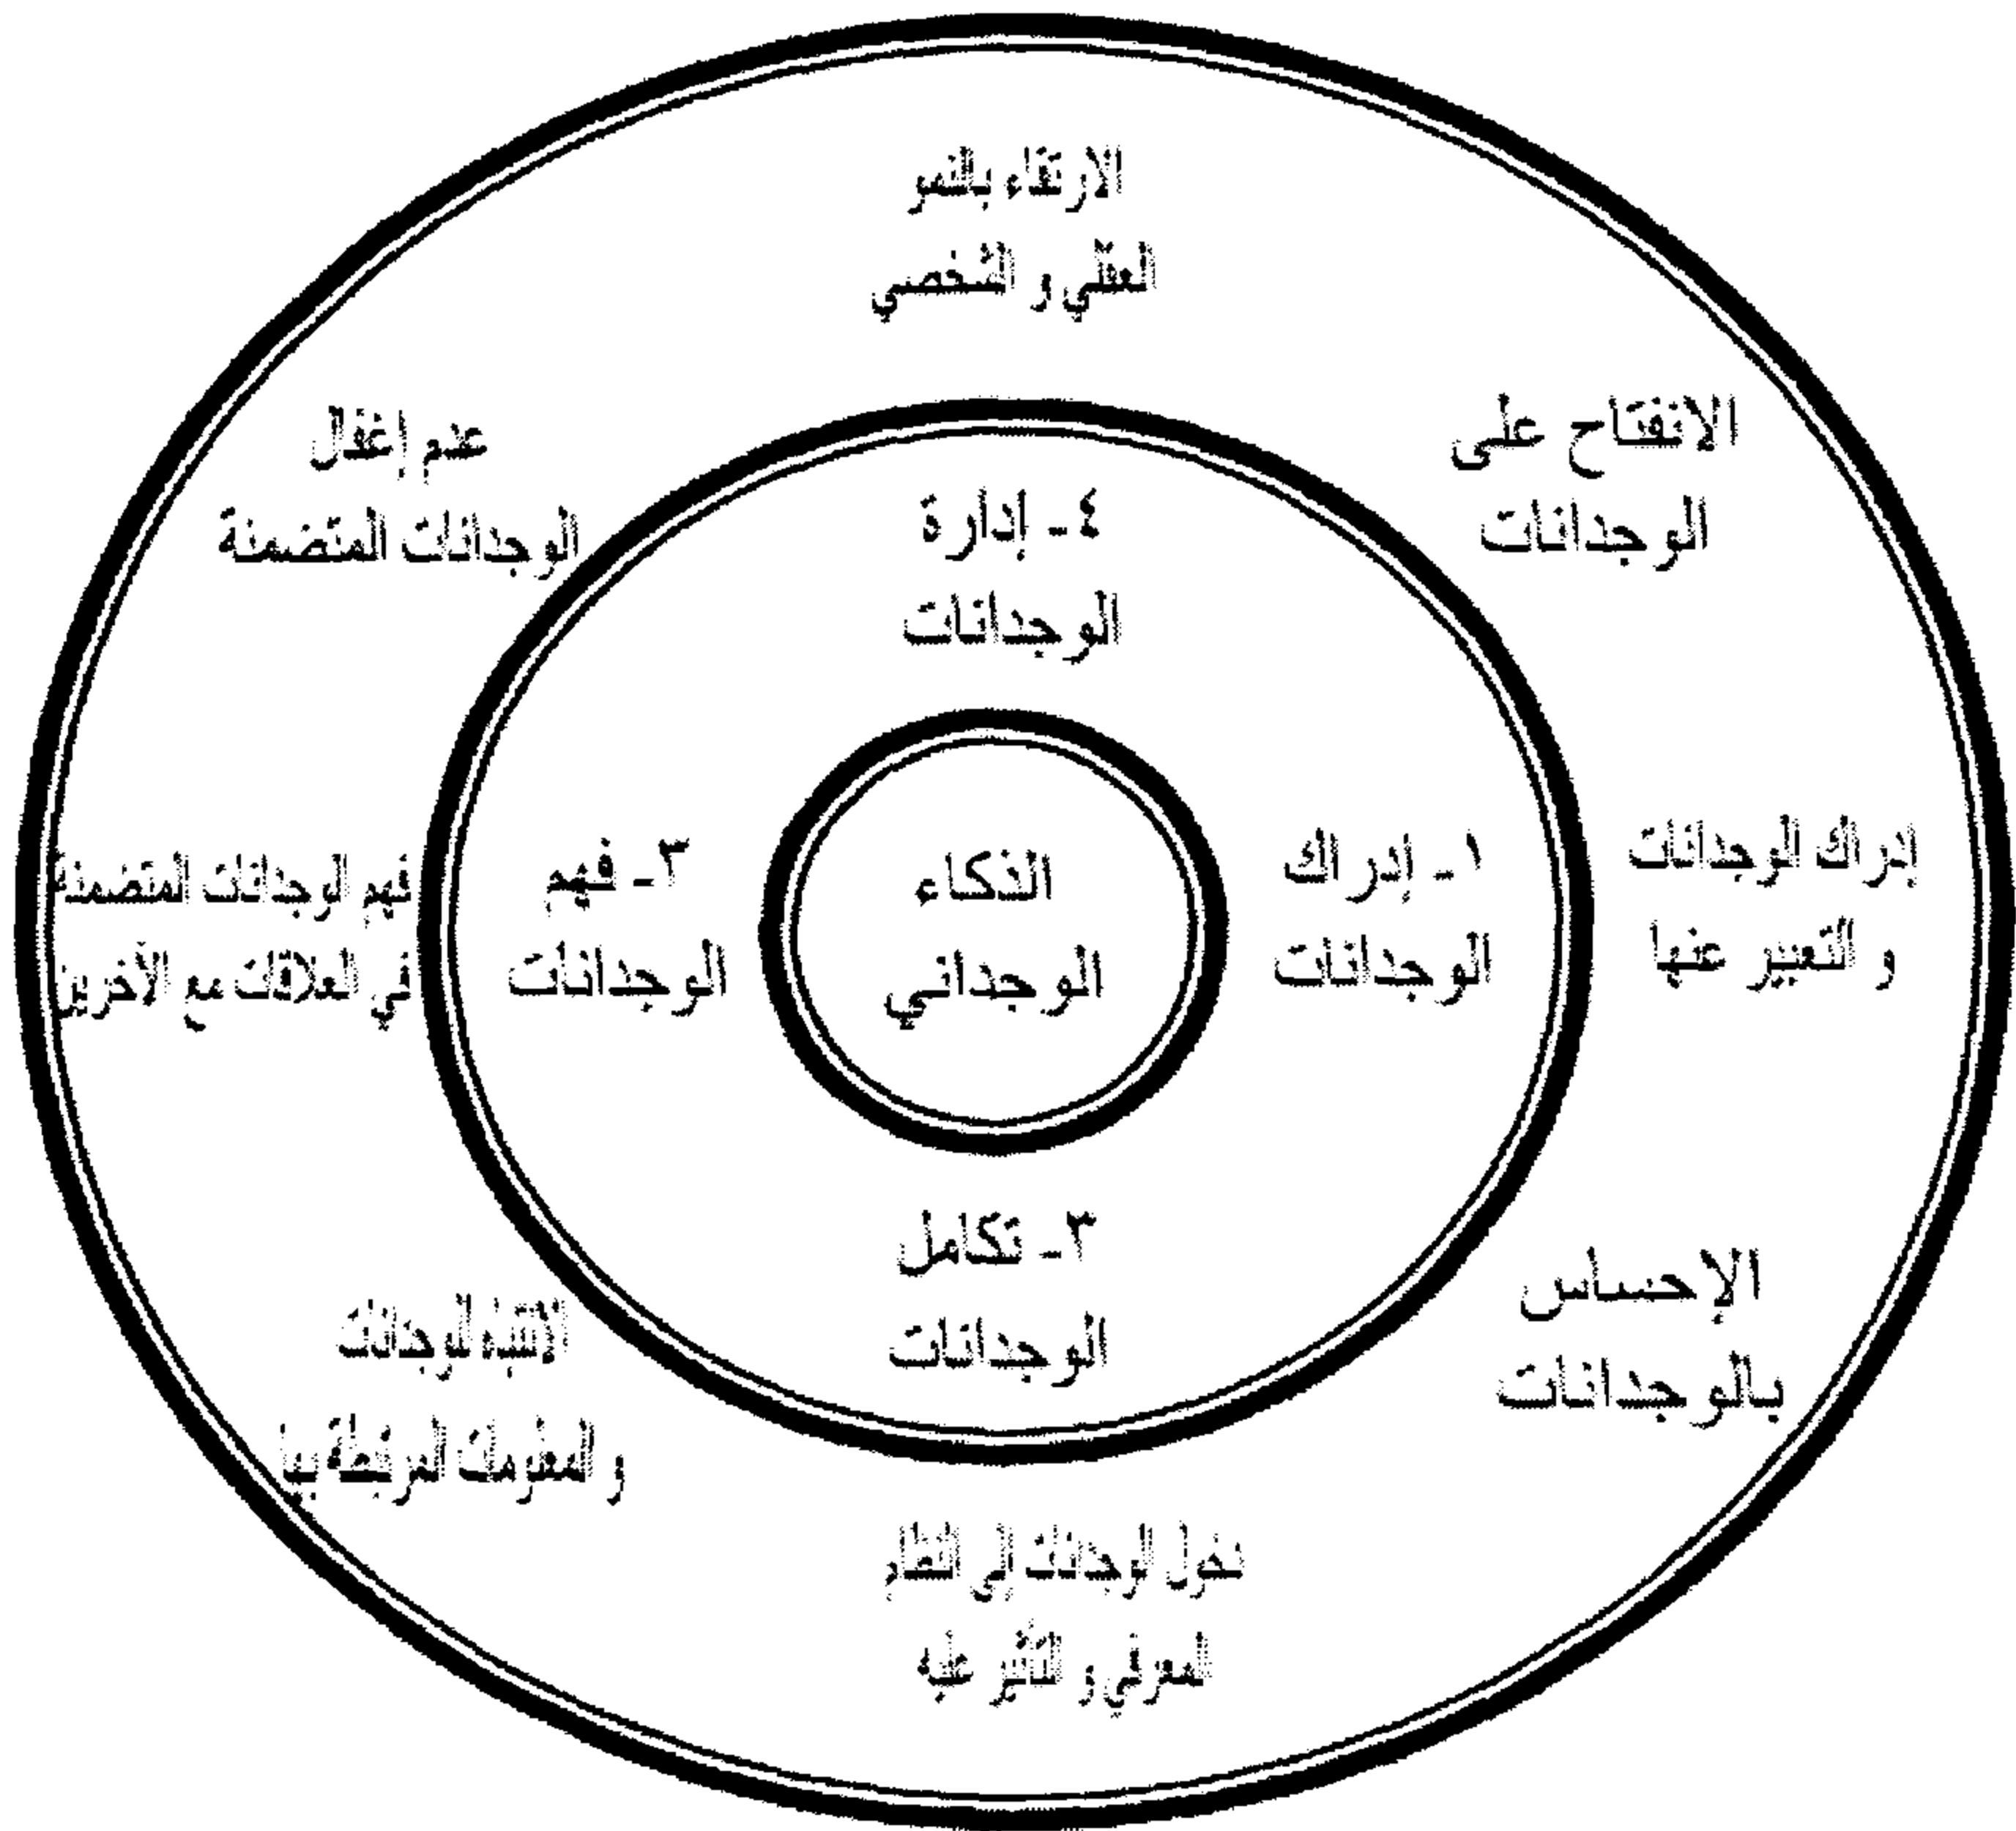 الارتقاء بالنمو
العقلي و الشخصي
الانفتاح على
الوجدانات
عدم إغفال
الوجدانات المتضمنة
٤- إدارة
الوجدانات
إدراك الوجدانات
و التعبير عنها
١- إدراك
الوجدانات
الذكاء
الوجداني
٣- فهم
الوجدانات
فهم الوجدانات المتضمنة
في العلاقات مع الآخرين
٢- تكامل
الوجدانات
الإحساس
بالوجدانات
الانتباه للوجدانات
و المعلومات المرتبطة بها
دخول الوجدانات إلى النظام
المعرفي و التأثير عليه